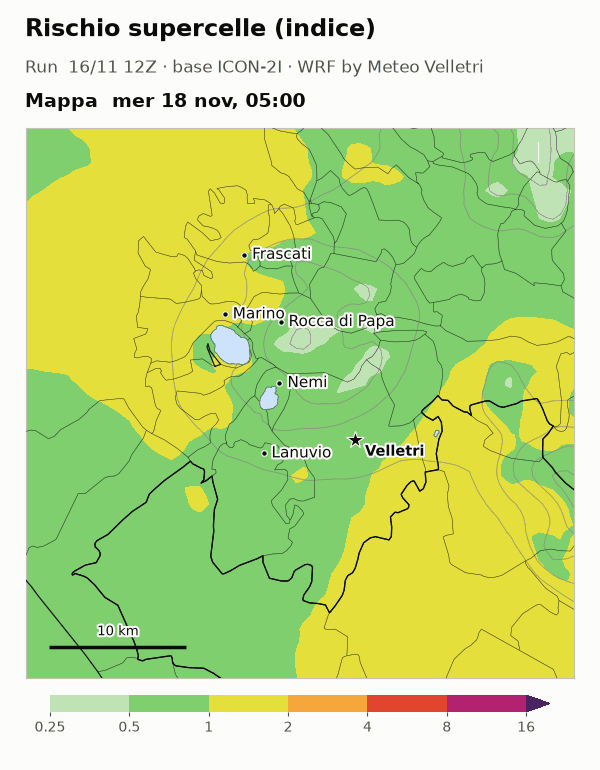 Rischio supercelle (indice)
Run 16/11 12Z · base ICON-2I · WRF by Meteo Velletri
Mappa mer 18 nov, 05:00
Frascati
Marino
Rocca di Papa
Nemi
Velletri
Lanuvio
10 km
0.25 0.5 1 2 4 8 16